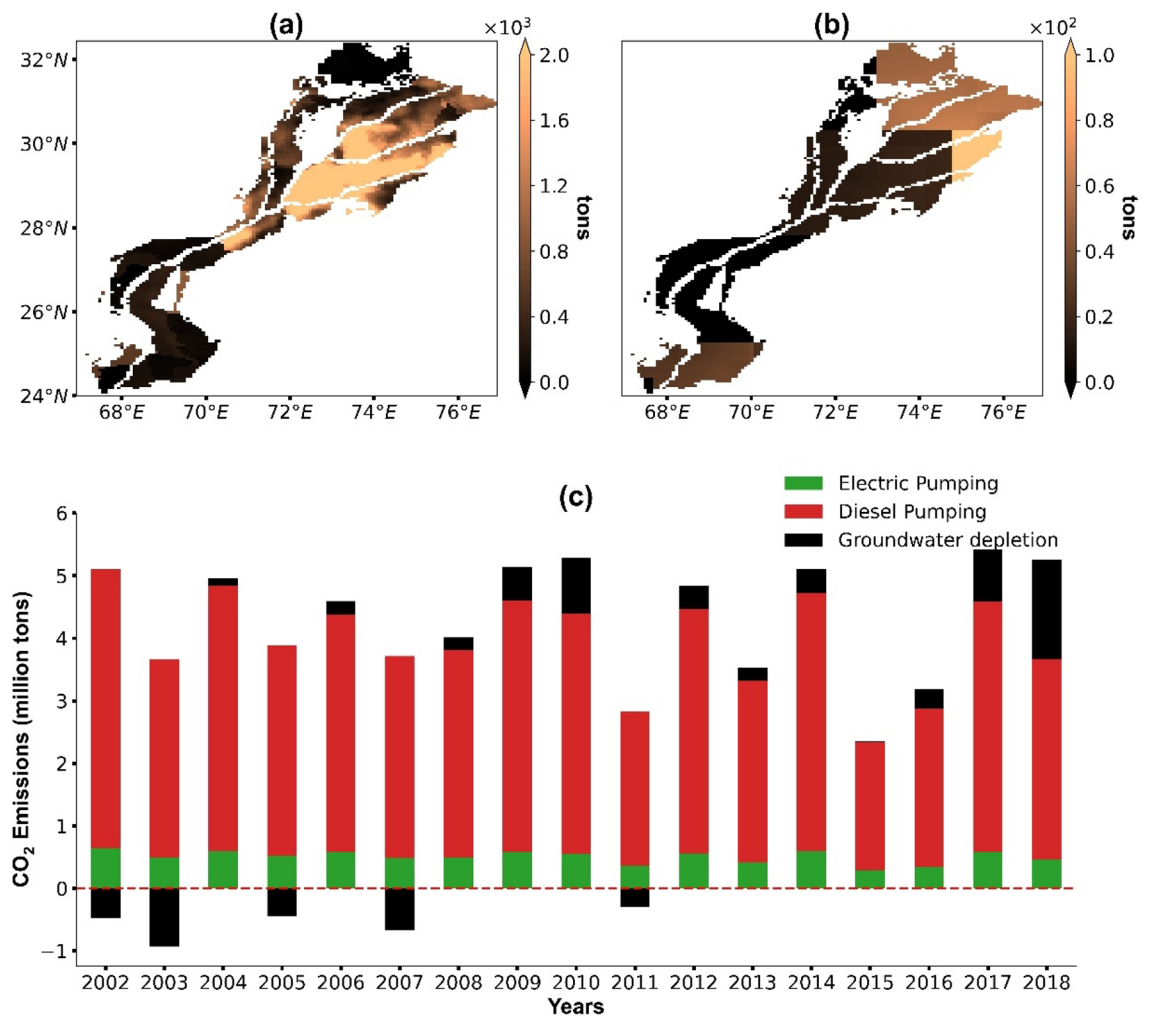 (a)
×10³
32°N
30°N
28°N
26°N
24°N
68°E 70°E 72°E 74°E 76°E
2.0
1.6
1.2
0.8
0.4
0.0
tons
(b)
×10²
68°E 70°E 72°E 74°E 76°E
1.0
0.8
0.6
0.4
0.2
0.0
tons
(c)
Electric Pumping
Diesel Pumping
Groundwater depletion
CO₂ Emissions (million tons)
6
5
4
3
2
1
0
−1
2002 2003 2004 2005 2006 2007 2008 2009 2010 2011 2012 2013 2014 2015 2016 2017 2018
Years